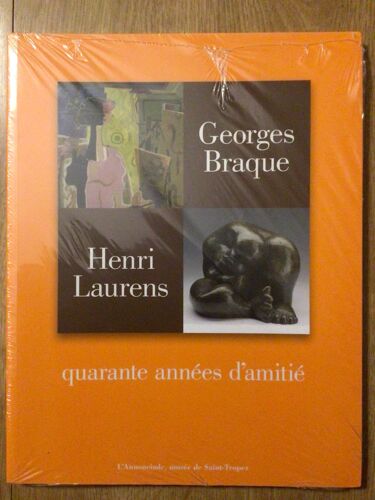 Georges
Braque
Henri
Laurens
quarante années d'amitié
L'Annonciade, musée de Saint-Tropez